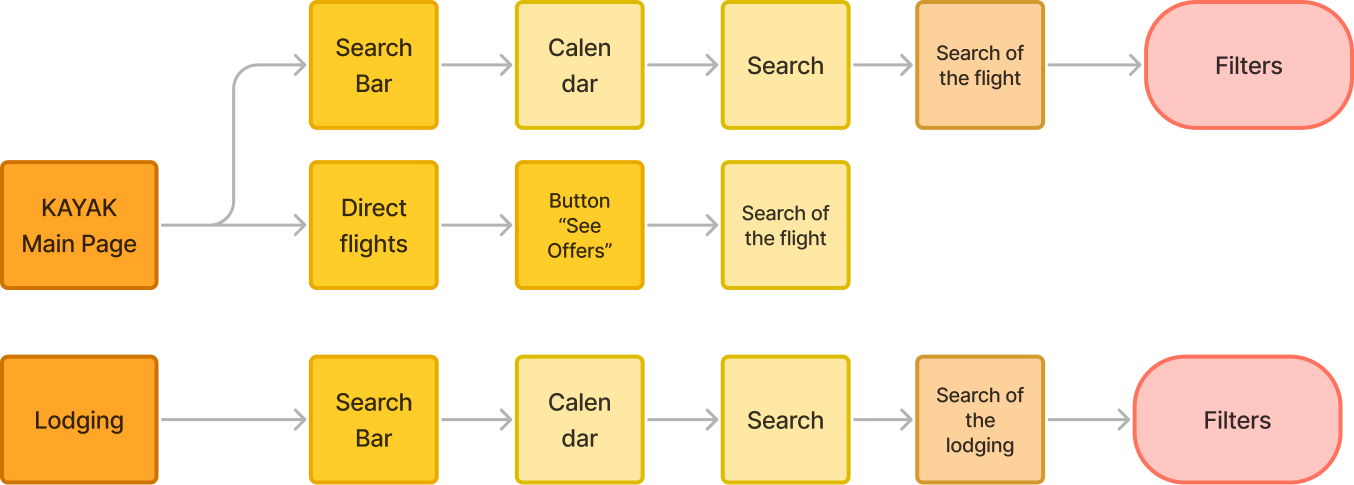 Search
Bar
Calen
dar
Search
Search of
the flight
Filters
KAYAK
Main Page
Direct
flights
Button
“See
Offers”
Search of
the flight
Lodging
Search
Bar
Calen
dar
Search
Search of
the
lodging
Filters